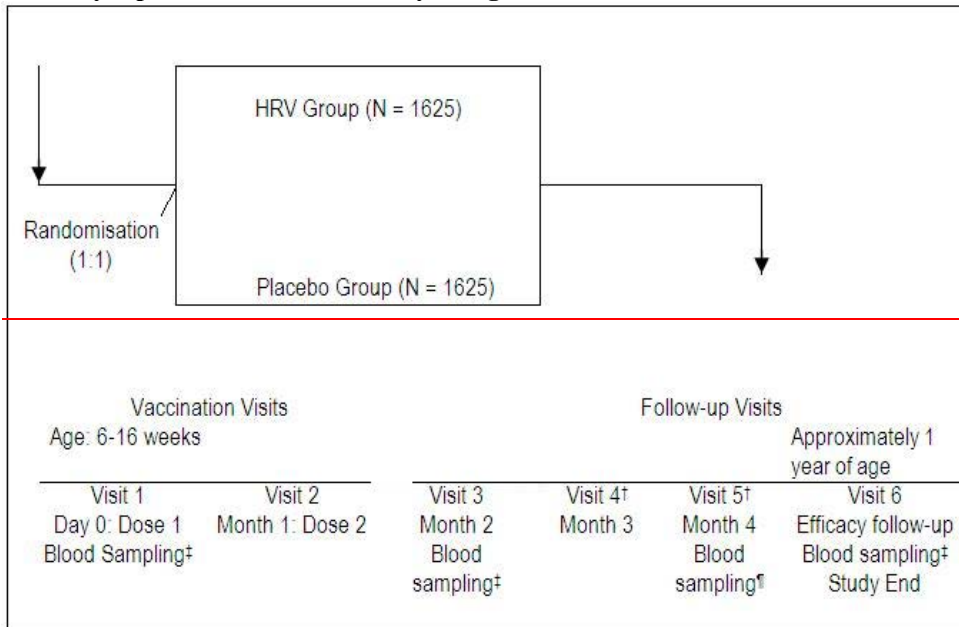 HRV Group (N = 1625)
Randomisation
(1:1)
Placebo Group (N = 1625)
Vaccination Visits
Follow-up Visits
Age: 6-16 weeks
Approximately 1
year of age
Visit 1
Day 0: Dose 1
Blood Sampling‡
Visit 2
Month 1: Dose 2
Visit 3
Month 2
Blood
sampling‡
Visit 4†
Month 3
Visit 5†
Month 4
Blood
sampling¶
Visit 6
Efficacy follow-up
Blood sampling‡
Study End